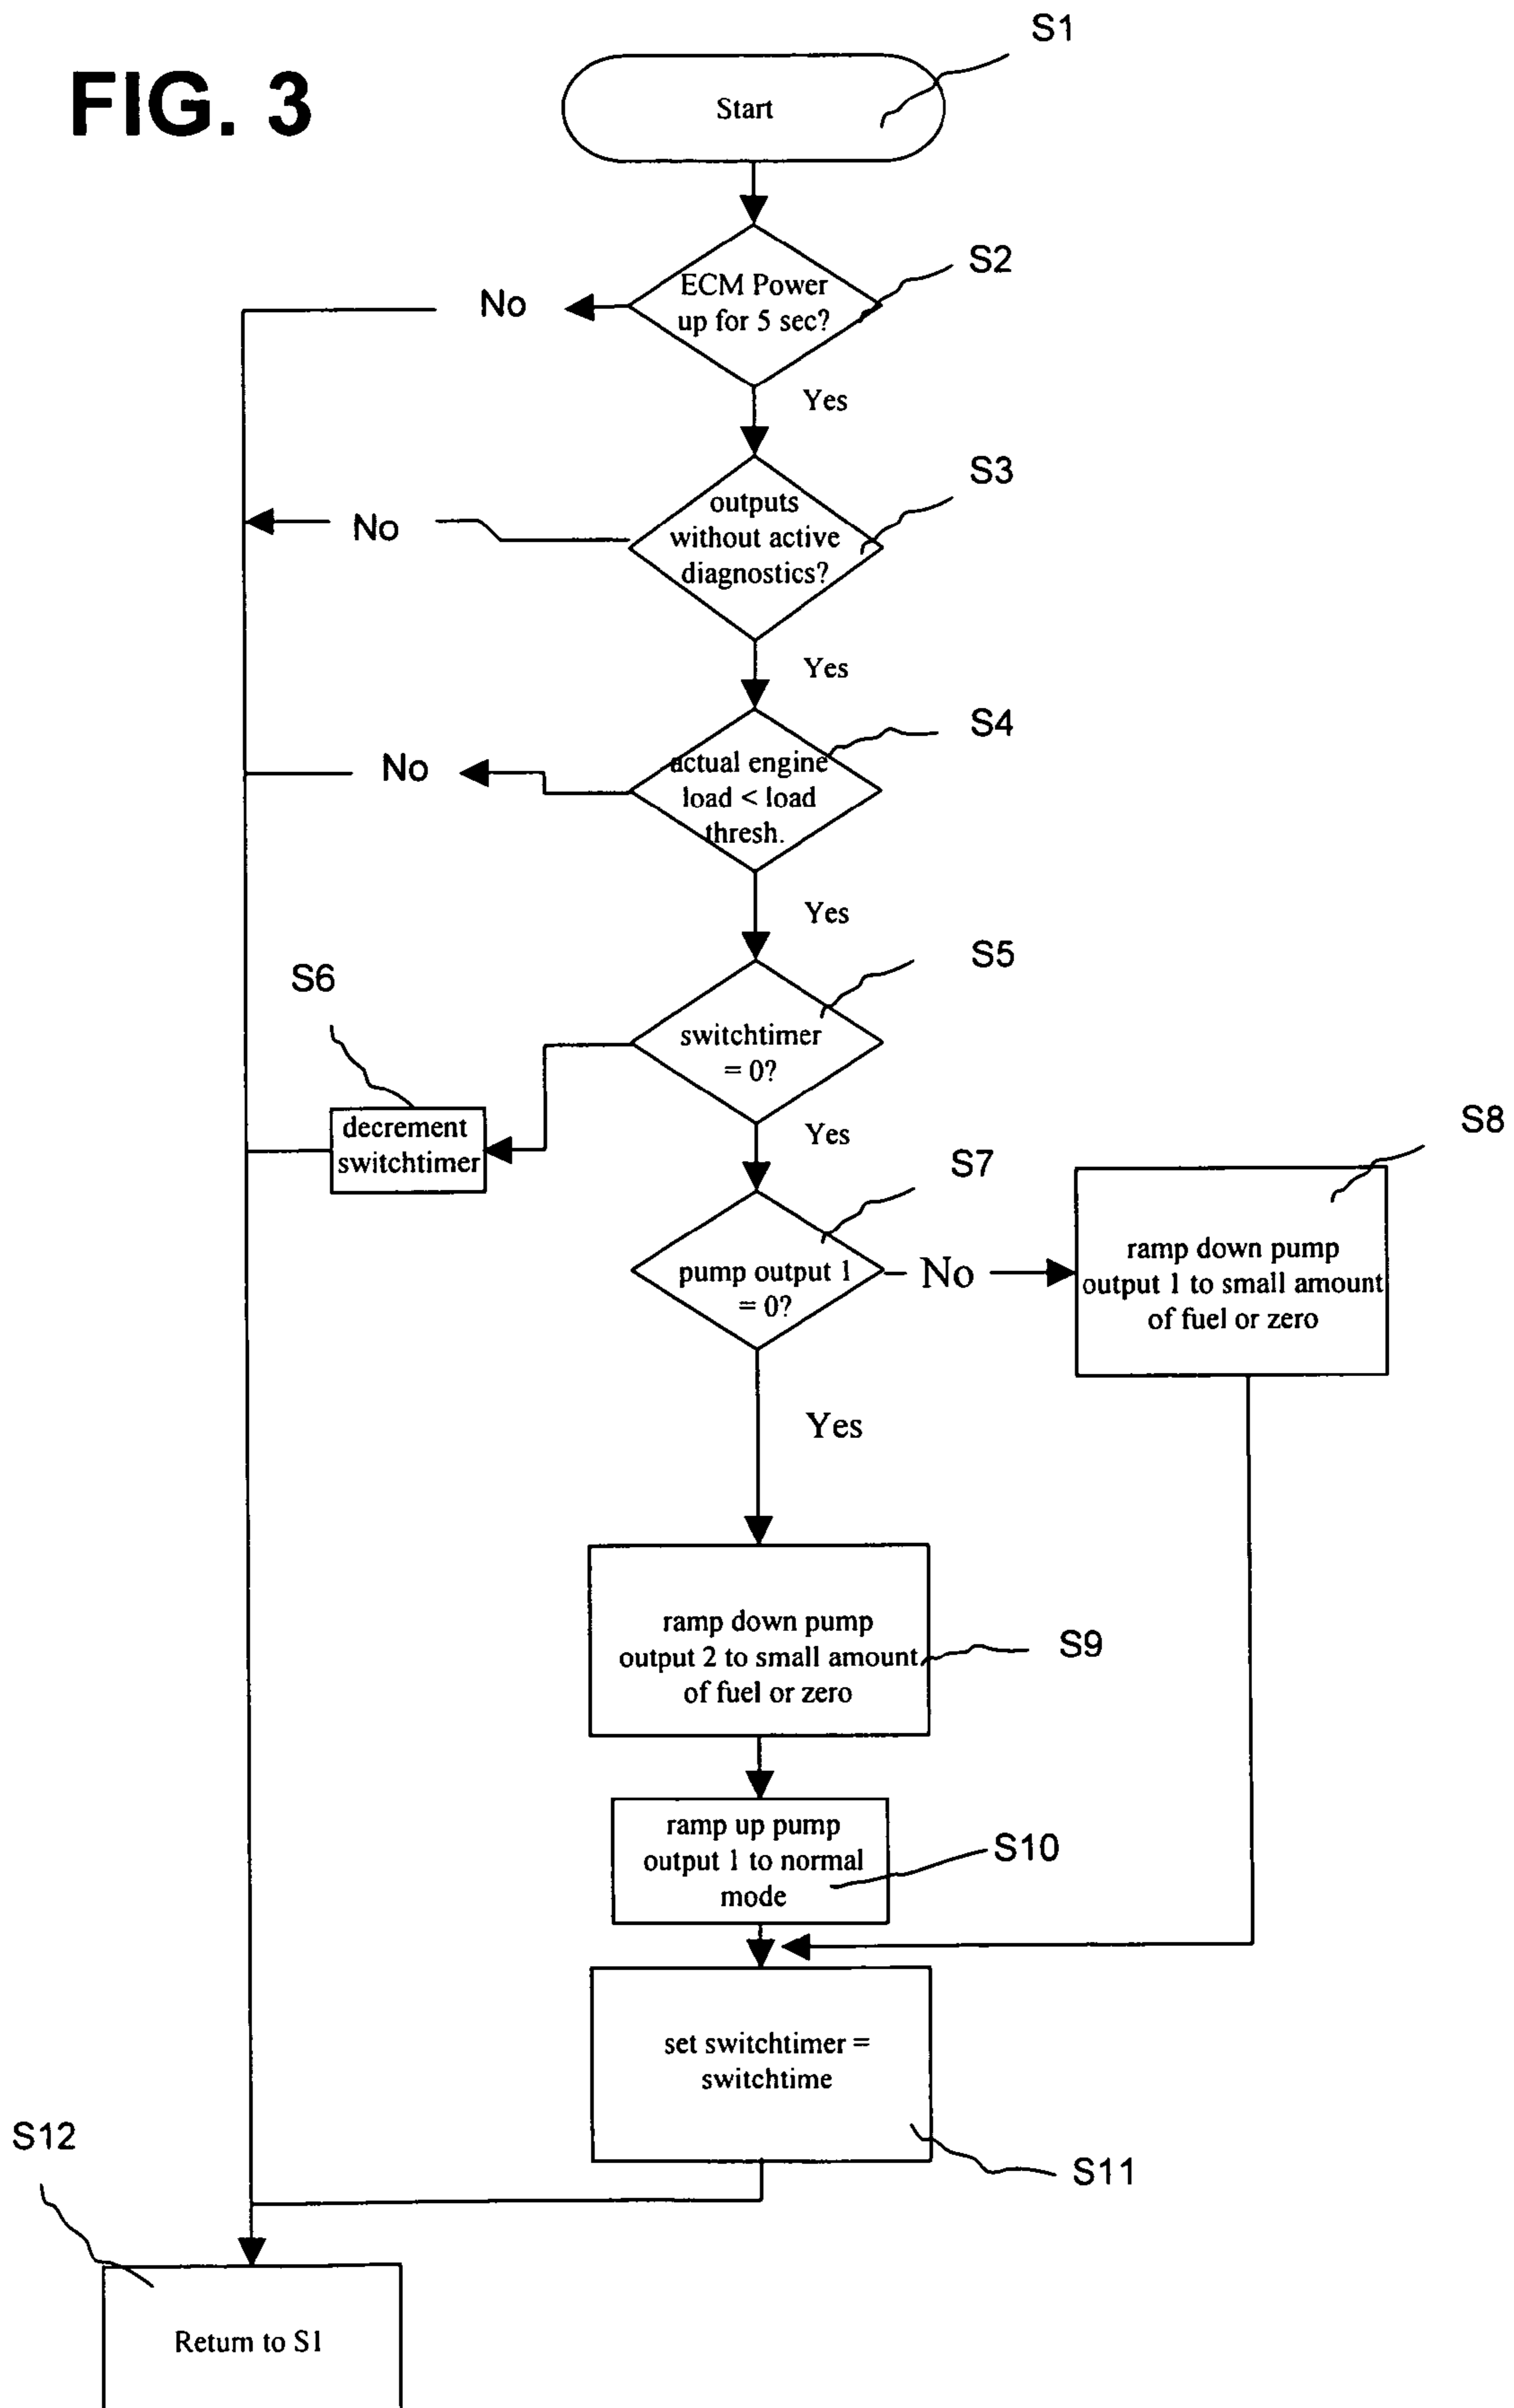 FIG. 3
S1
Start
S2
ECM Power
up for 5 sec?
No
Yes
S3
outputs
without active
diagnostics?
No
Yes
S4
actual engine
load < load
thresh.
No
Yes
S5
switchtimer
= 0?
S6
decrement
switchtimer
Yes
S7
pump output 1
= 0?
No
S8
ramp down pump
output 1 to small amount
of fuel or zero
Yes
ramp down pump
output 2 to small amount
of fuel or zero
S9
ramp up pump
output 1 to normal
mode
S10
set switchtimer =
switchtime
S11
S12
Return to S1